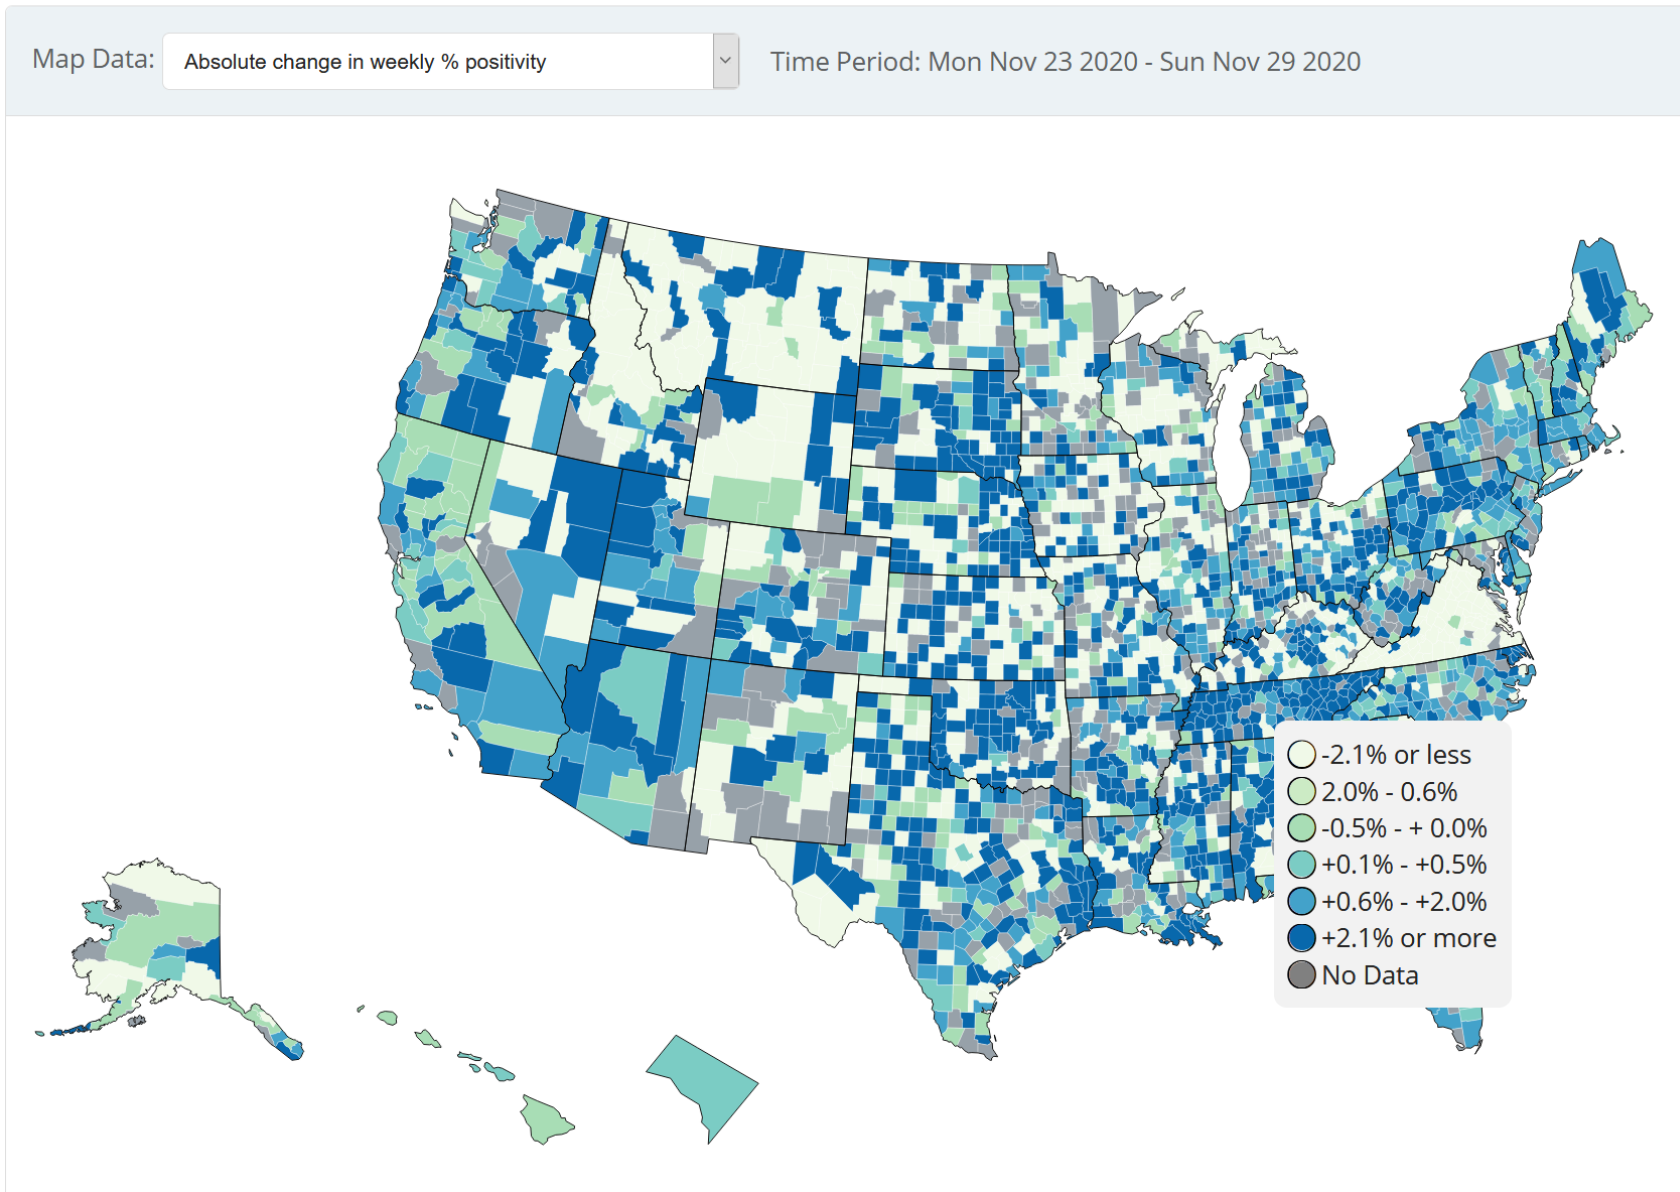 Map Data: Absolute change in weekly % positivity Time Period: Mon Nov 23 2020 - Sun Nov 29 2020
-2.1% or less
2.0% - 0.6%
-0.5% - + 0.0%
+0.1% - +0.5%
+0.6% - +2.0%
+2.1% or more
No Data